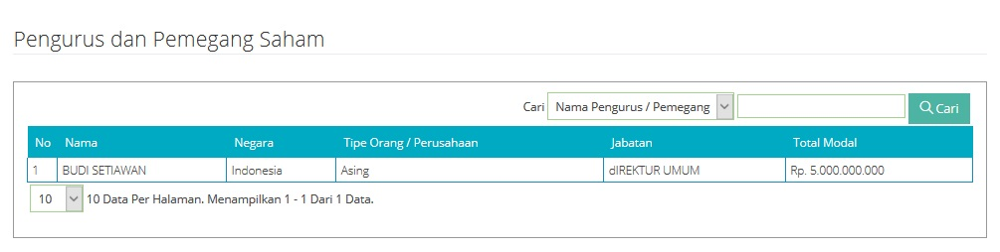 Pengurus dan Pemegang Saham
Cari Nama Pengurus / Pemegang Cari
No Nama Negara Tipe Orang / Perusahaan Jabatan Total Modal
1 BUDI SETIAWAN Indonesia Asing dIREKTUR UMUM Rp. 5.000.000.000
10 10 Data Per Halaman. Menampilkan 1 - 1 Dari 1 Data.